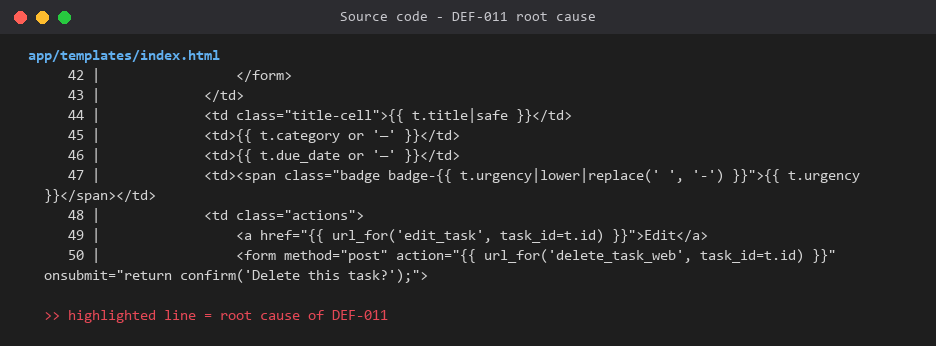 Source code - DEF-011 root cause
app/templates/index.html
42 |                 </form>
43 |             </td>
44 |             <td class="title-cell">{{ t.title|safe }}</td>
45 |             <td>{{ t.category or '—' }}</td>
46 |             <td>{{ t.due_date or '—' }}</td>
47 |             <td><span class="badge badge-{{ t.urgency|lower|replace(' ', '-') }}">{{ t.urgency
}}</span></td>
48 |             <td class="actions">
49 |                 <a href="{{ url_for('edit_task', task_id=t.id) }}">Edit</a>
50 |                 <form method="post" action="{{ url_for('delete_task_web', task_id=t.id) }}"
onsubmit="return confirm('Delete this task?');">
>> highlighted line = root cause of DEF-011